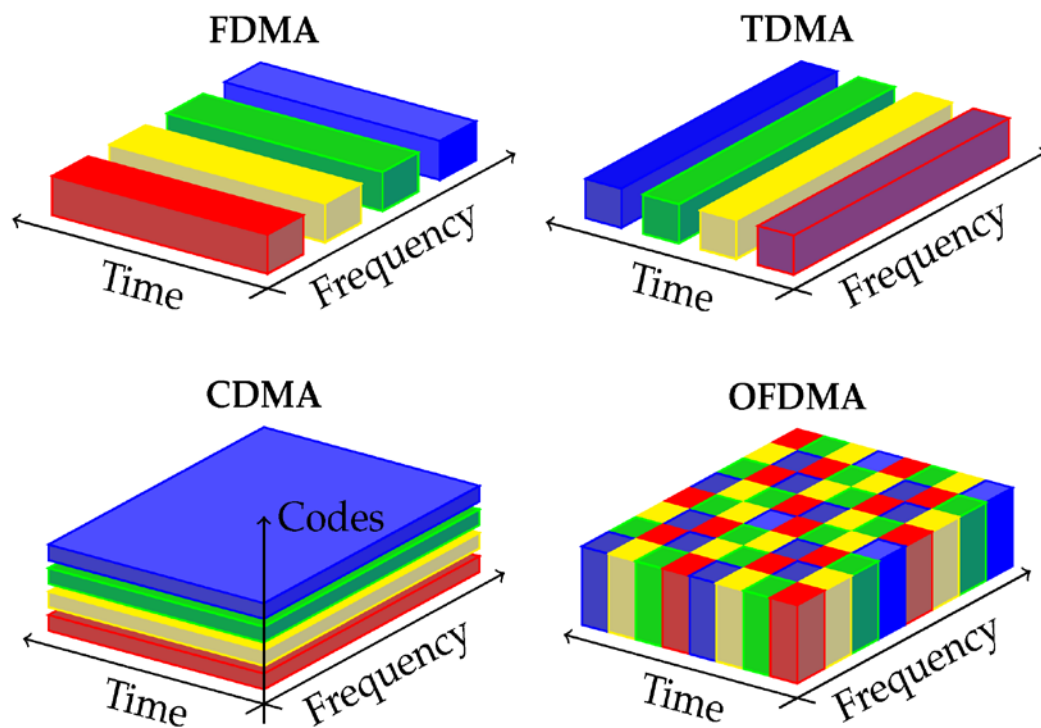 FDMA
Time
Frequency
TDMA
Time
Frequency
CDMA
Codes
Time
Frequency
OFDMA
Time
Frequency